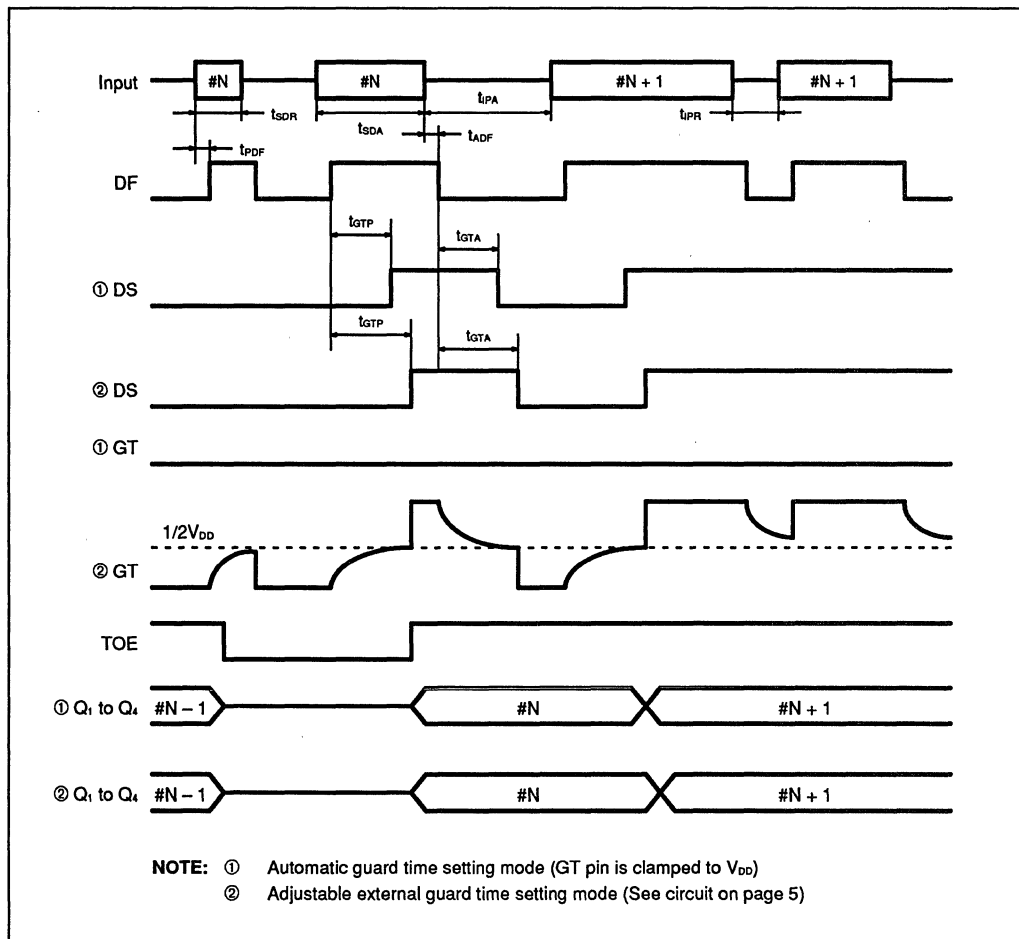 Input #N #N #N + 1 #N + 1
tSDR tSDA tIPA tIPR
tPDF tADF
DF
tGTP tGTA
① DS
tGTP tGTA
② DS
① GT
1/2VDD
② GT
TOE
① Q1 to Q4 #N – 1 #N #N + 1
② Q1 to Q4 #N – 1 #N #N + 1
NOTE: ① Automatic guard time setting mode (GT pin is clamped to VDD)
② Adjustable external guard time setting mode (See circuit on page 5)